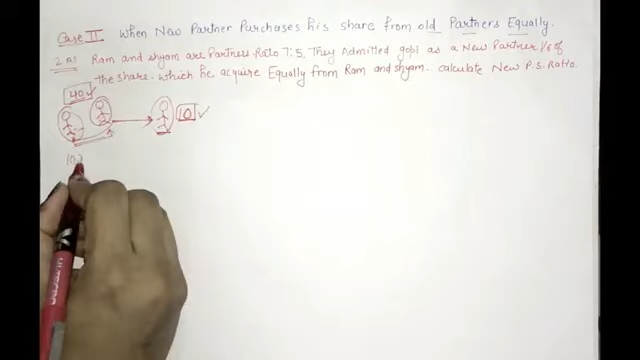 Case II When New Partner Purchases his share from old Partners Equally.
2. Q1 Ram and shyam are Partners Ratio 7:5. They Admitted gopi as a New Partner 1/6 of
the share. which he acquire Equally from Ram and shyam. calculate New P.S. Ratio.
40 ✓
10 ✓